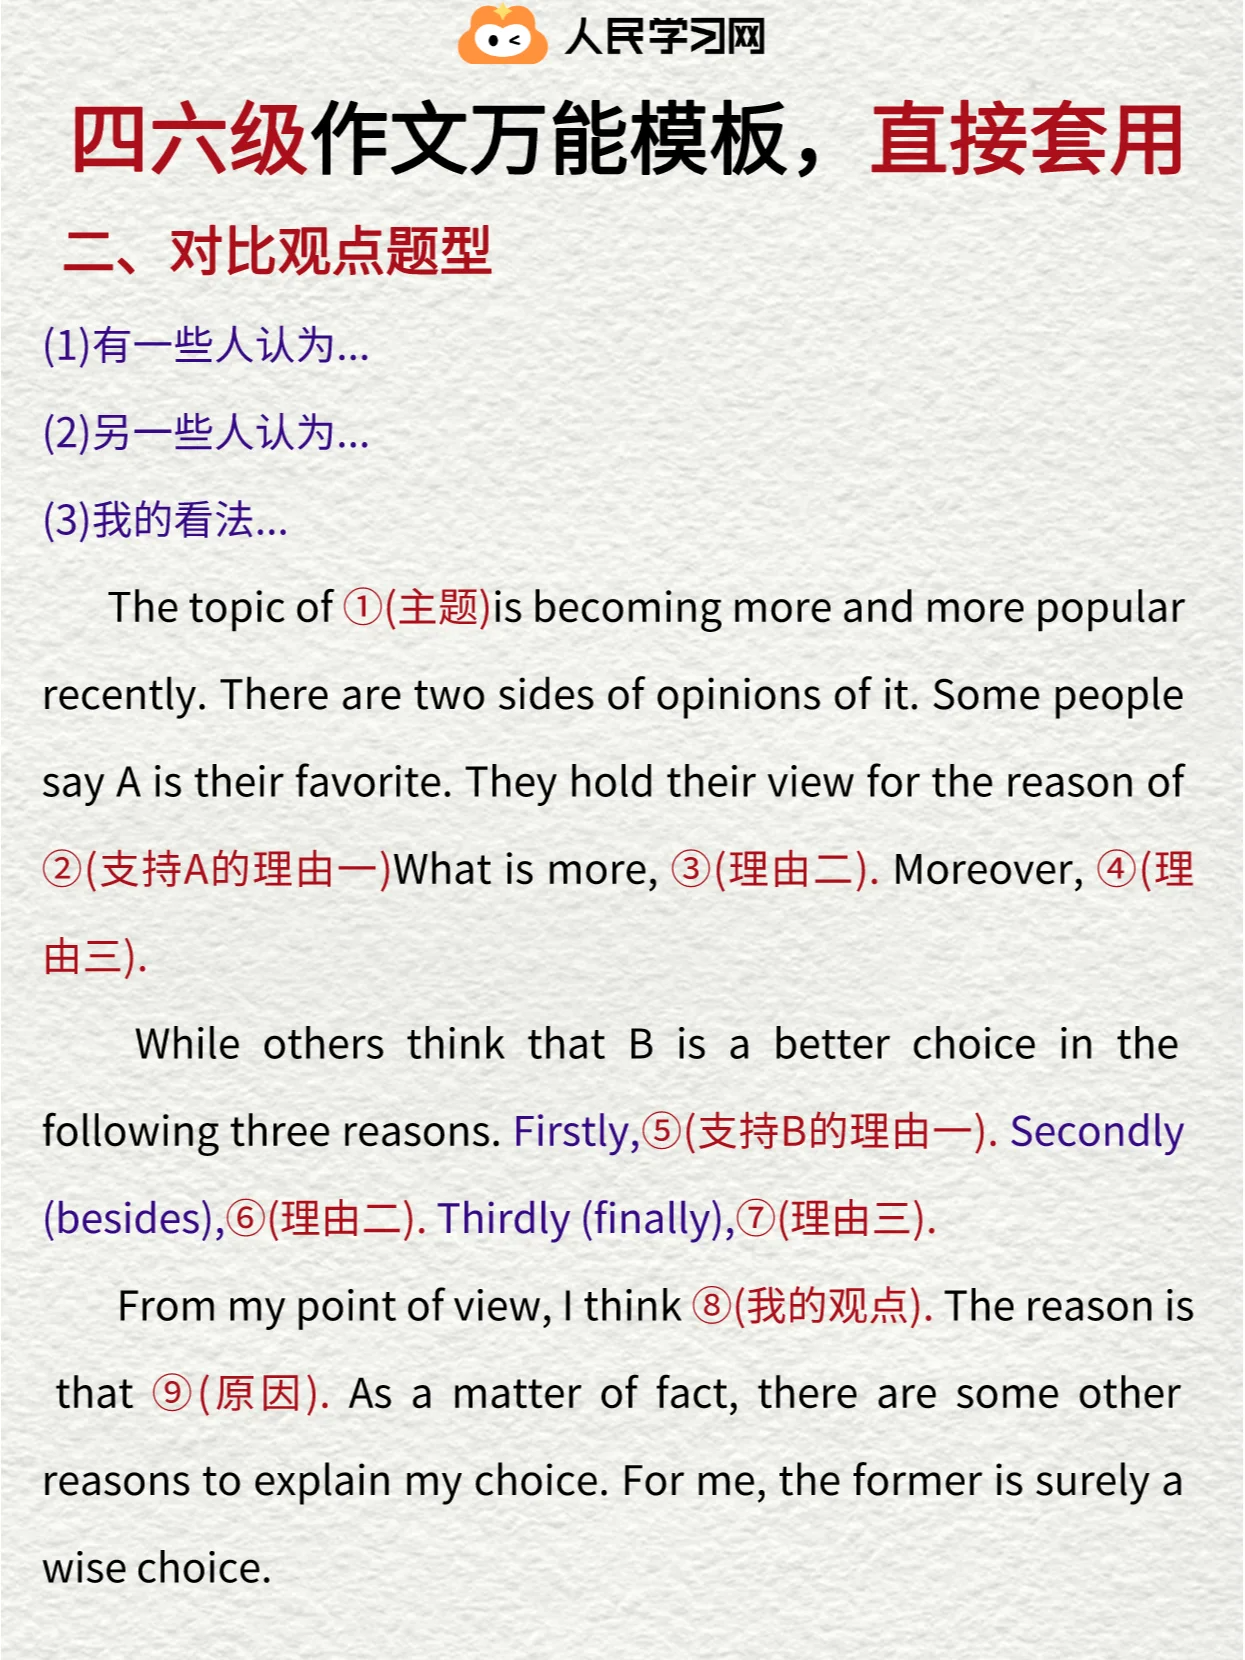 人民学习网
四六级作文万能模板，直接套用
二、对比观点题型
(1)有一些人认为...
(2)另一些人认为...
(3)我的看法...
The topic of ①(主题)is becoming more and more popular
recently. There are two sides of opinions of it. Some people
say A is their favorite. They hold their view for the reason of
②(支持A的理由一)What is more, ③(理由二). Moreover, ④(理
由三).
While others think that B is a better choice in the
following three reasons. Firstly,⑤(支持B的理由一). Secondly
(besides),⑥(理由二). Thirdly (finally),⑦(理由三).
From my point of view, I think ⑧(我的观点). The reason is
that ⑨(原因). As a matter of fact, there are some other
reasons to explain my choice. For me, the former is surely a
wise choice.